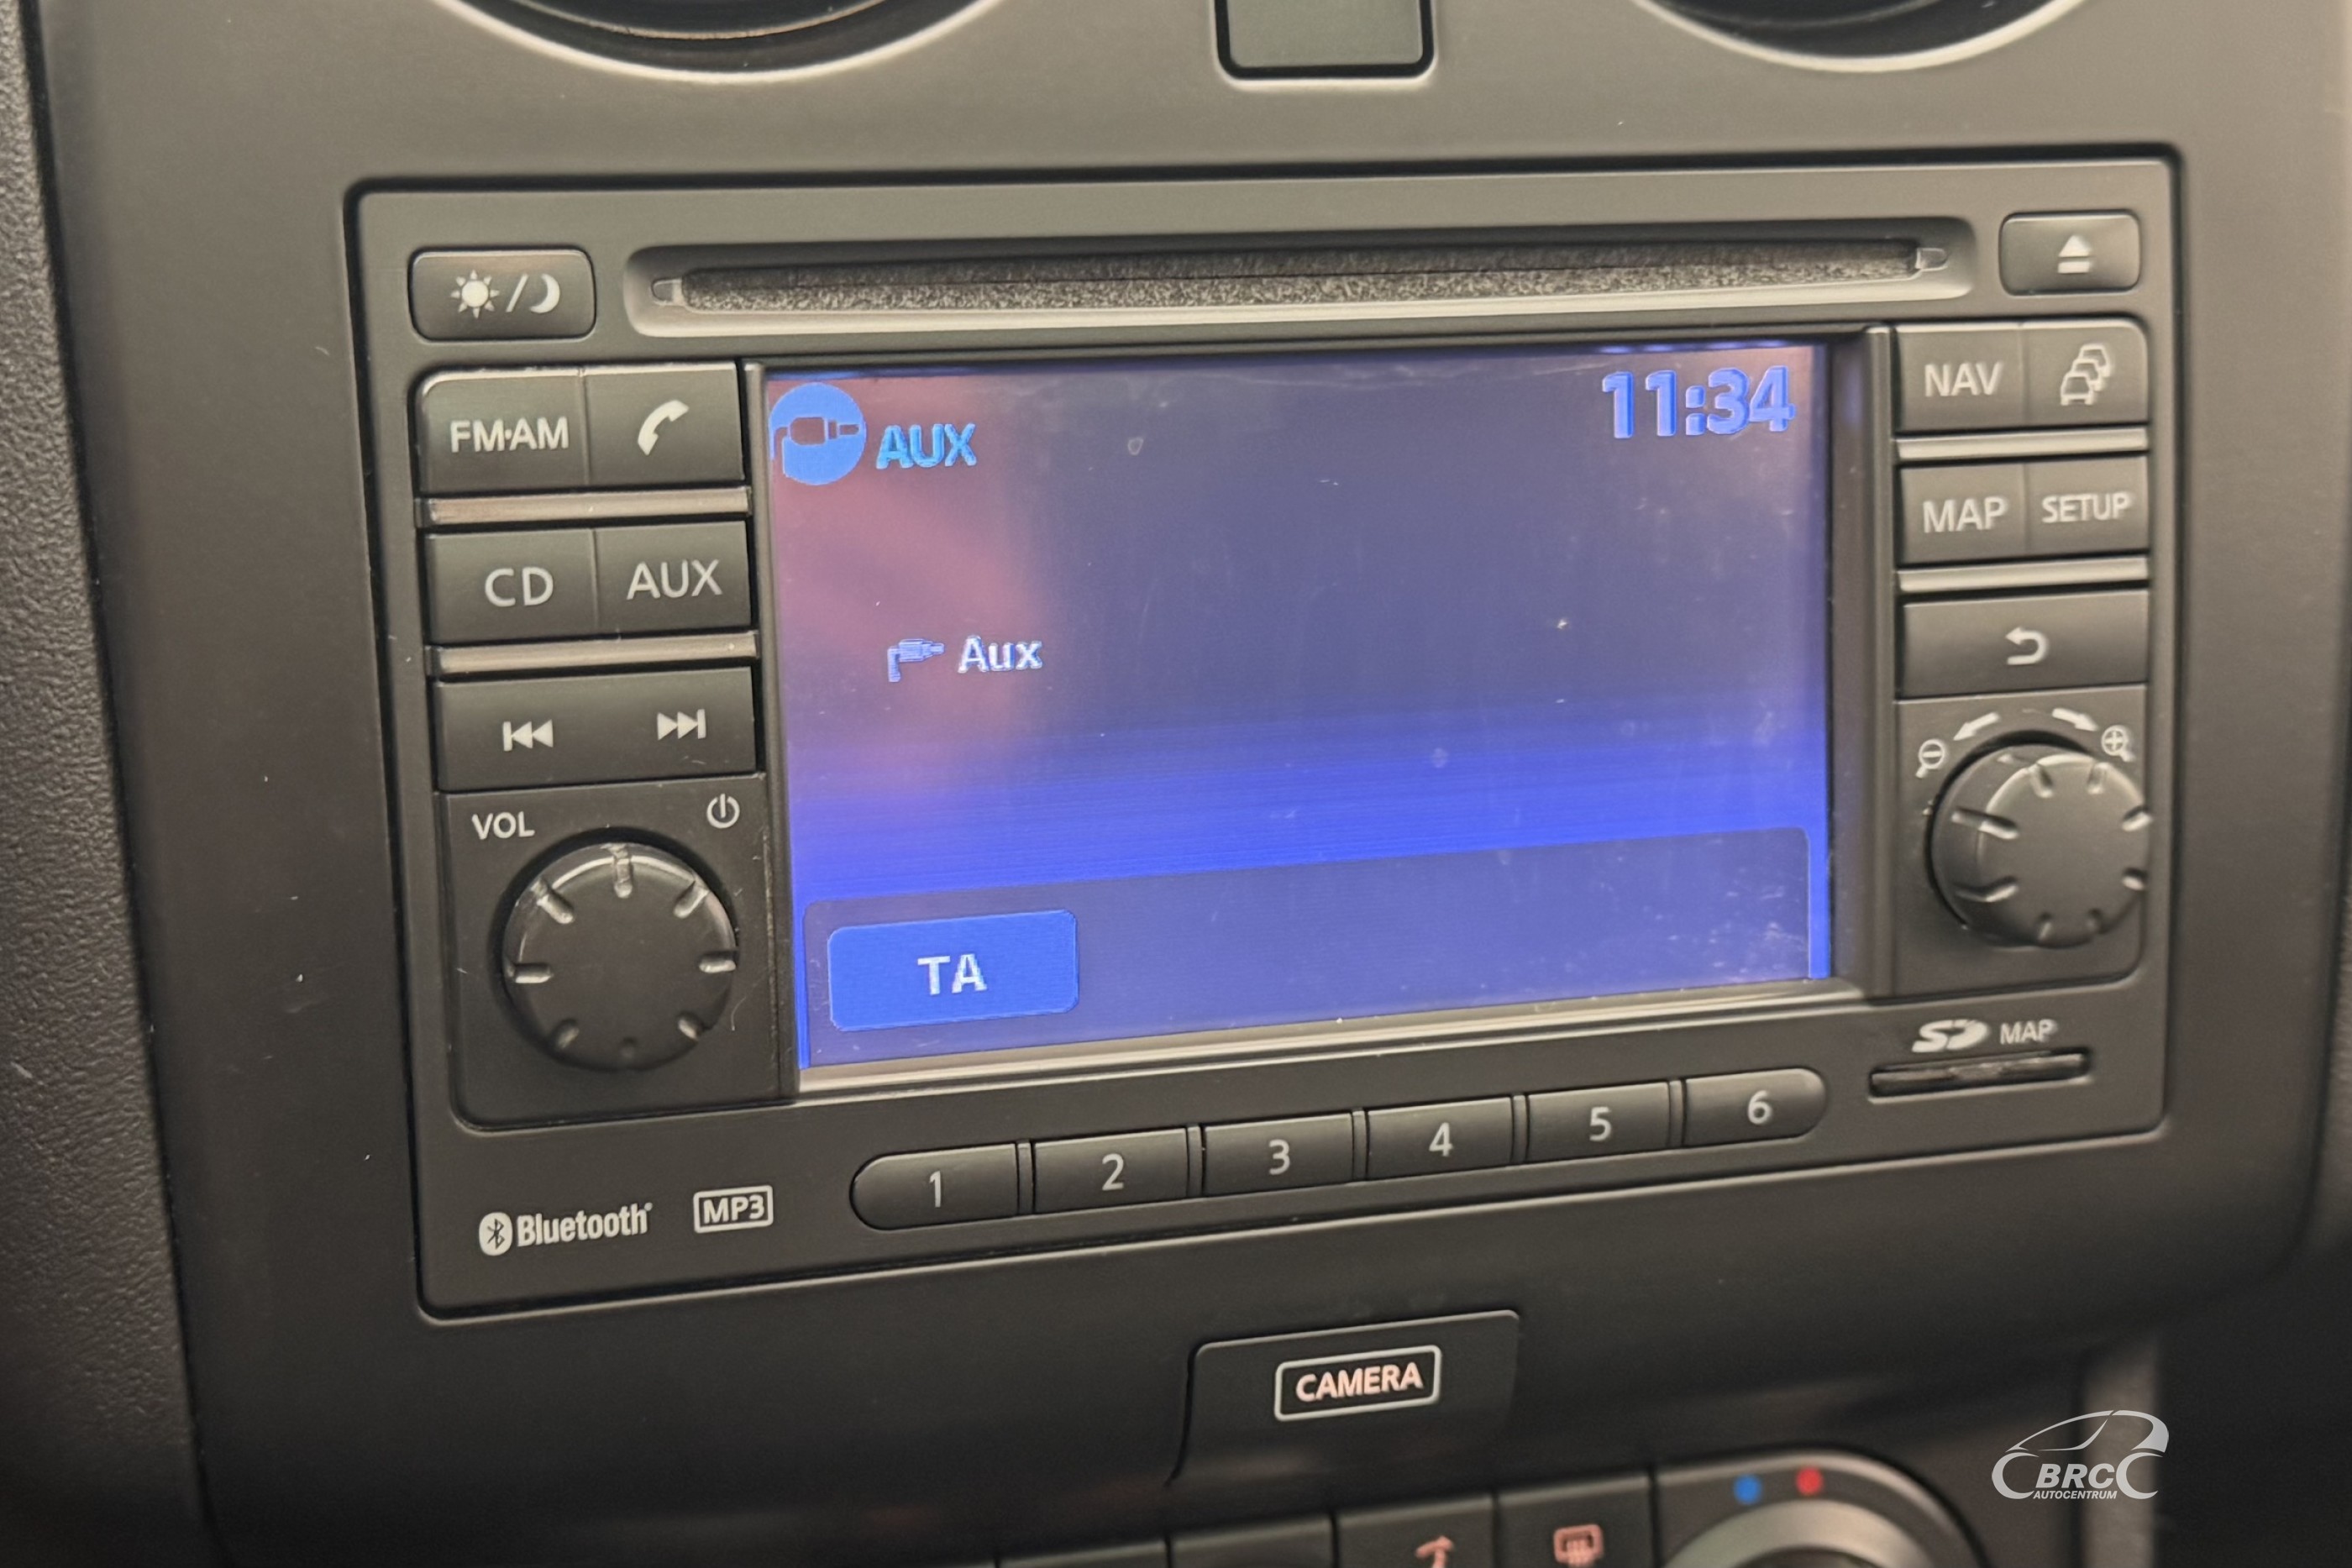 FM·AM
CD
AUX
VOL
AUX
11:34
Aux
TA
NAV
MAP
SETUP
SD MAP
1
2
3
4
5
6
Bluetooth
MP3
CAMERA
BRC
AUTOCENTRUM